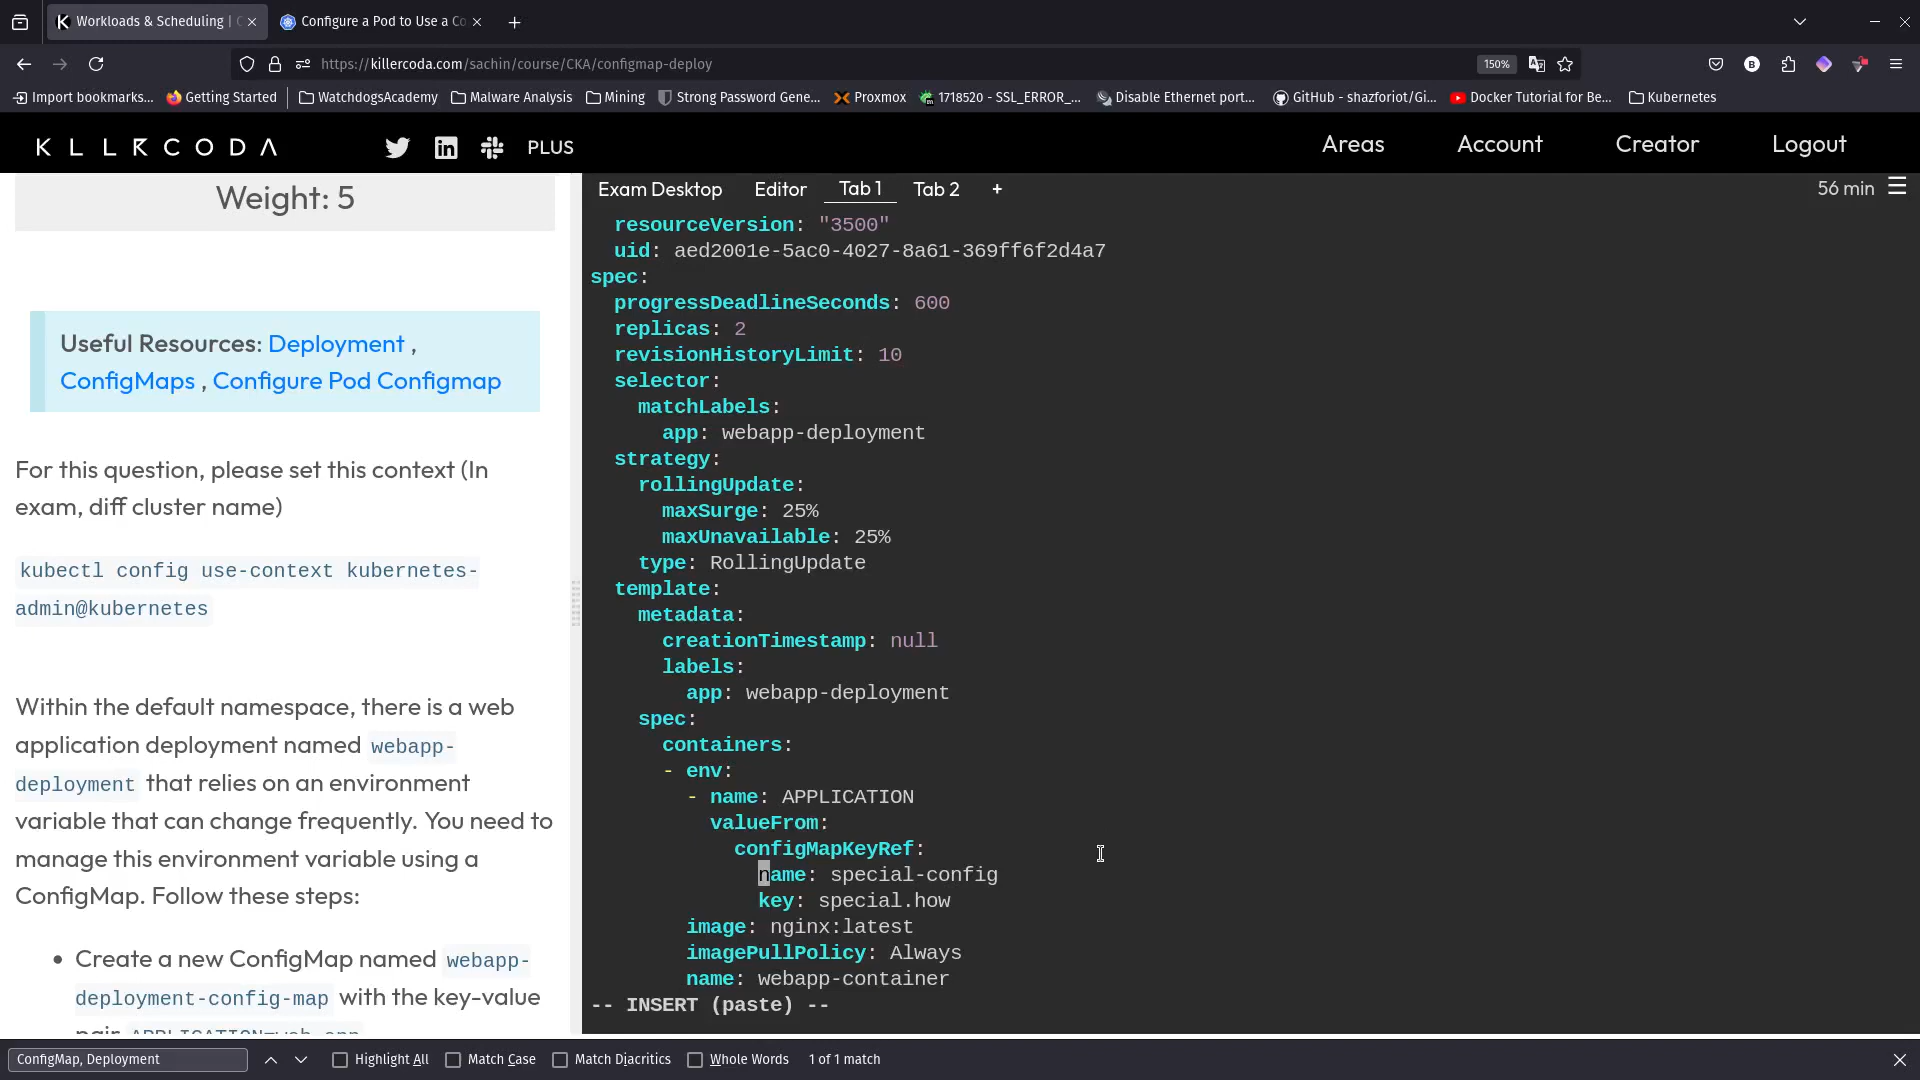 Workloads & Scheduling | C
Configure a Pod to Use a Co
https://killercoda.com/sachin/course/CKA/configmap-deploy
150%
Import bookmarks...
Getting Started
WatchdogsAcademy
Malware Analysis
Mining
Strong Password Gene...
Proxmox
1718520 - SSL_ERROR_...
Disable Ethernet port...
GitHub - shazforiot/Gi...
Docker Tutorial for Be...
Kubernetes
KLLRCODA
PLUS
Areas
Account
Creator
Logout
Weight: 5
Useful Resources: Deployment ,
ConfigMaps , Configure Pod Configmap
For this question, please set this context (In
exam, diff cluster name)
kubectl config use-context kubernetes-
admin@kubernetes
Within the default namespace, there is a web
application deployment named webapp-
deployment that relies on an environment
variable that can change frequently. You need to
manage this environment variable using a
ConfigMap. Follow these steps:
• Create a new ConfigMap named webapp-
deployment-config-map with the key-value
pair APPLICATION=web-app
Exam Desktop
Editor
Tab 1
Tab 2
+
56 min
resourceVersion: "3500"
uid: aed2001e-5ac0-4027-8a61-369ff6f2d4a7
spec:
progressDeadlineSeconds: 600
replicas: 2
revisionHistoryLimit: 10
selector:
matchLabels:
app: webapp-deployment
strategy:
rollingUpdate:
maxSurge: 25%
maxUnavailable: 25%
type: RollingUpdate
template:
metadata:
creationTimestamp: null
labels:
app: webapp-deployment
spec:
containers:
- env:
- name: APPLICATION
valueFrom:
configMapKeyRef:
name: special-config
key: special.how
image: nginx:latest
imagePullPolicy: Always
name: webapp-container
-- INSERT (paste) --
ConfigMap, Deployment
Highlight All
Match Case
Match Diacritics
Whole Words
1 of 1 match